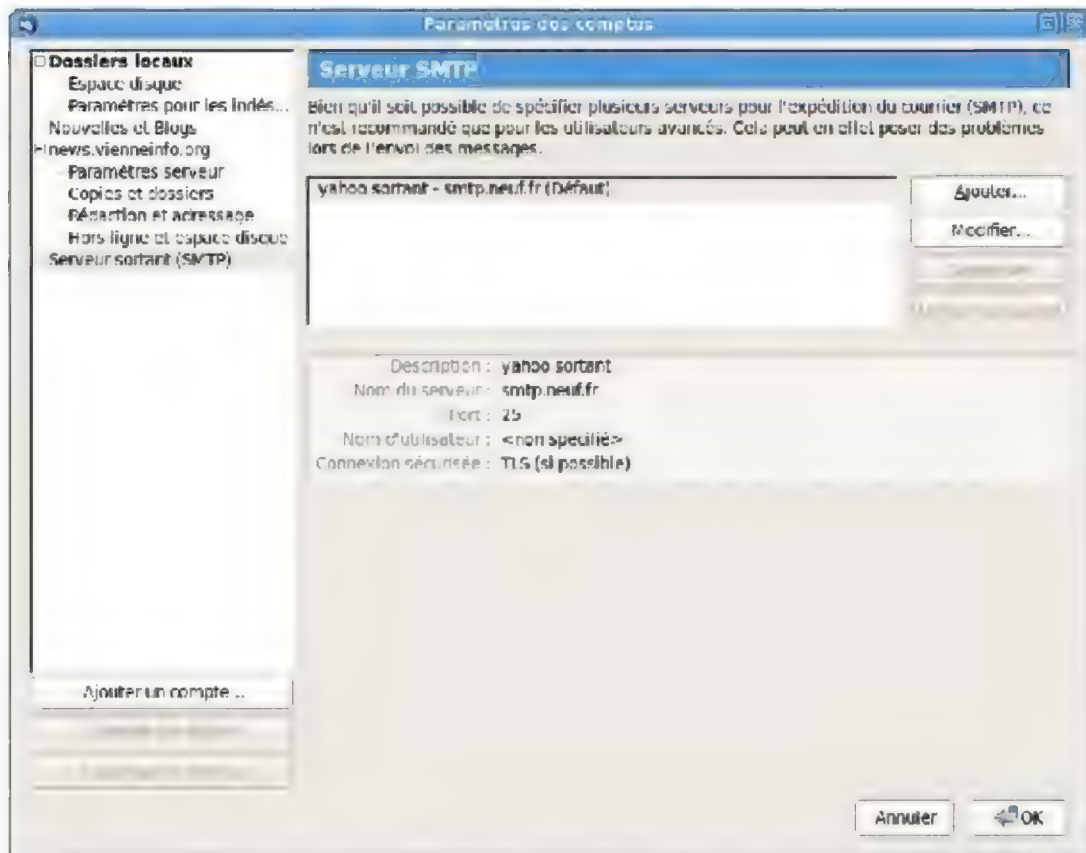 Paramètres des comptes
Dossiers locaux
Espace disque
Paramètres pour les indés...
Nouvelles et Blogs
news.vienneinfo.org
Paramètres serveur
Copies et dossiers
Rédaction et adressage
Hors ligne et espace disque
Serveur sortant (SMTP)
Ajouter un compte...
Serveur SMTP
Bien qu'il soit possible de spécifier plusieurs serveurs pour l'expédition du courrier (SMTP), ce
n'est recommandé que pour les utilisateurs avancés. Cela peut en effet poser des problèmes
lors de l'envoi des messages.
yahoo sortant - smtp.neuf.fr (Défaut)
Ajouter...
Modifier...
Description : yahoo sortant
Nom du serveur : smtp.neuf.fr
Port : 25
Nom d'utilisateur : <non spécifié>
Connexion sécurisée : TLS (si possible)
Annuler
OK